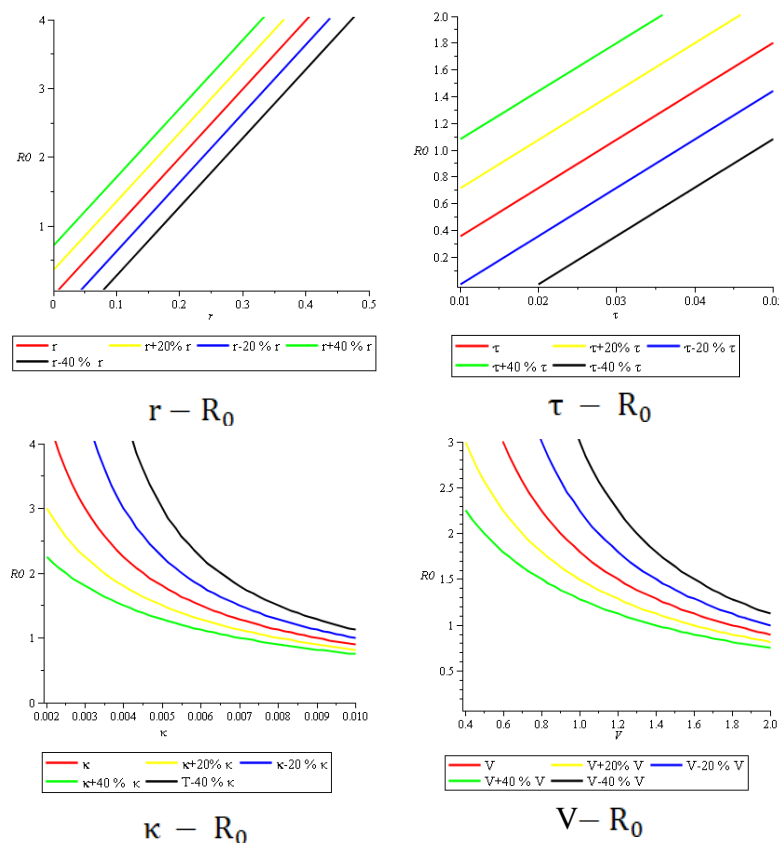 4
3
R0
2
1
0 0.1 0.2 0.3 0.4 0.5
r
r r+20% r r-20 % r r+40 % r
r-40 % r
r – R₀
2.0
1.8
1.6
1.4
1.2
R0 1.0
0.8
0.6
0.4
0.2
0.01 0.02 0.03 0.04 0.05
τ
τ τ+20% τ τ-20 % τ
τ+40 % τ τ-40 % τ
τ – R₀
4
3
R0 2
1
0
0.002 0.003 0.004 0.005 0.006 0.007 0.008 0.009 0.010
κ
κ κ+20% κ κ-20 % κ
κ+40 % κ T-40 % κ
κ – R₀
3
2.5
2
R0
1.5
1
0.5
0.4 0.6 0.8 1.0 1.2 1.4 1.6 1.8 2.0
V
V V+20% V V-20 % V
V+40 % V V-40 % V
V– R₀